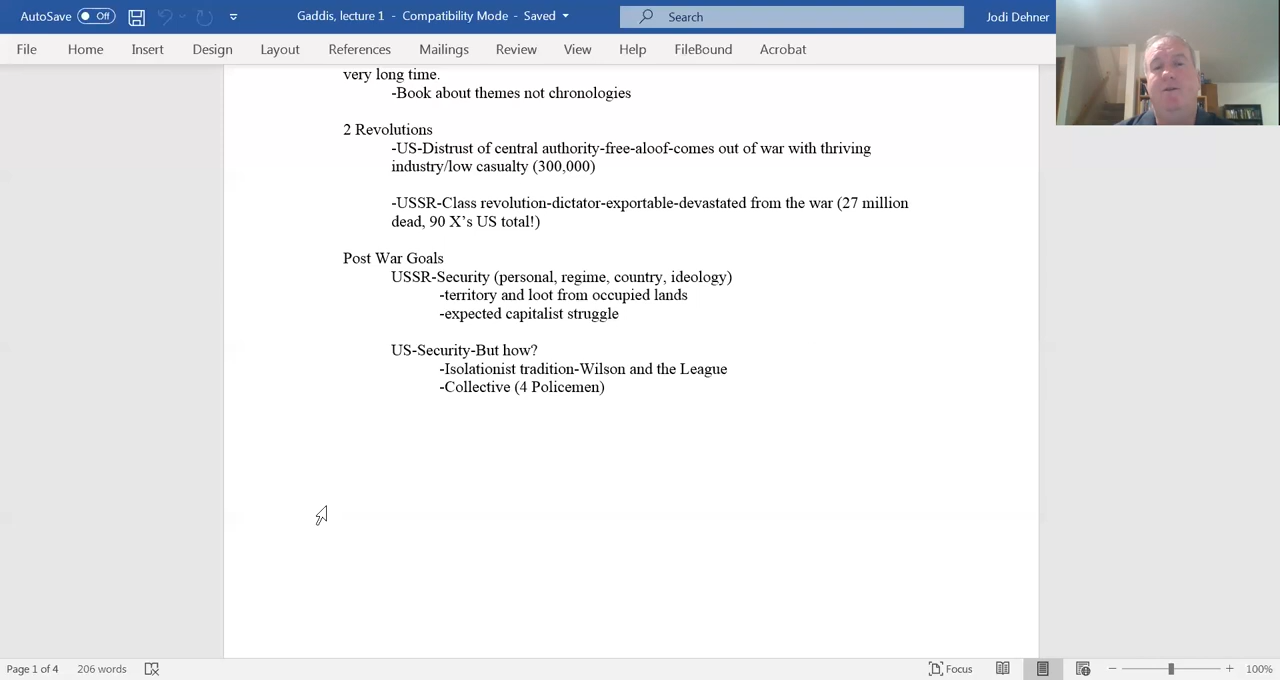 AutoSave Off Gaddis, lecture 1 - Compatibility Mode - Saved Search Jodi Dehner
File Home Insert Design Layout References Mailings Review View Help FileBound Acrobat
very long time.
-Book about themes not chronologies
2 Revolutions
-US-Distrust of central authority-free-aloof-comes out of war with thriving
industry/low casualty (300,000)
-USSR-Class revolution-dictator-exportable-devastated from the war (27 million
dead, 90 X’s US total!)
Post War Goals
USSR-Security (personal, regime, country, ideology)
-territory and loot from occupied lands
-expected capitalist struggle
US-Security-But how?
-Isolationist tradition-Wilson and the League
-Collective (4 Policemen)
Page 1 of 4 206 words Focus 100%